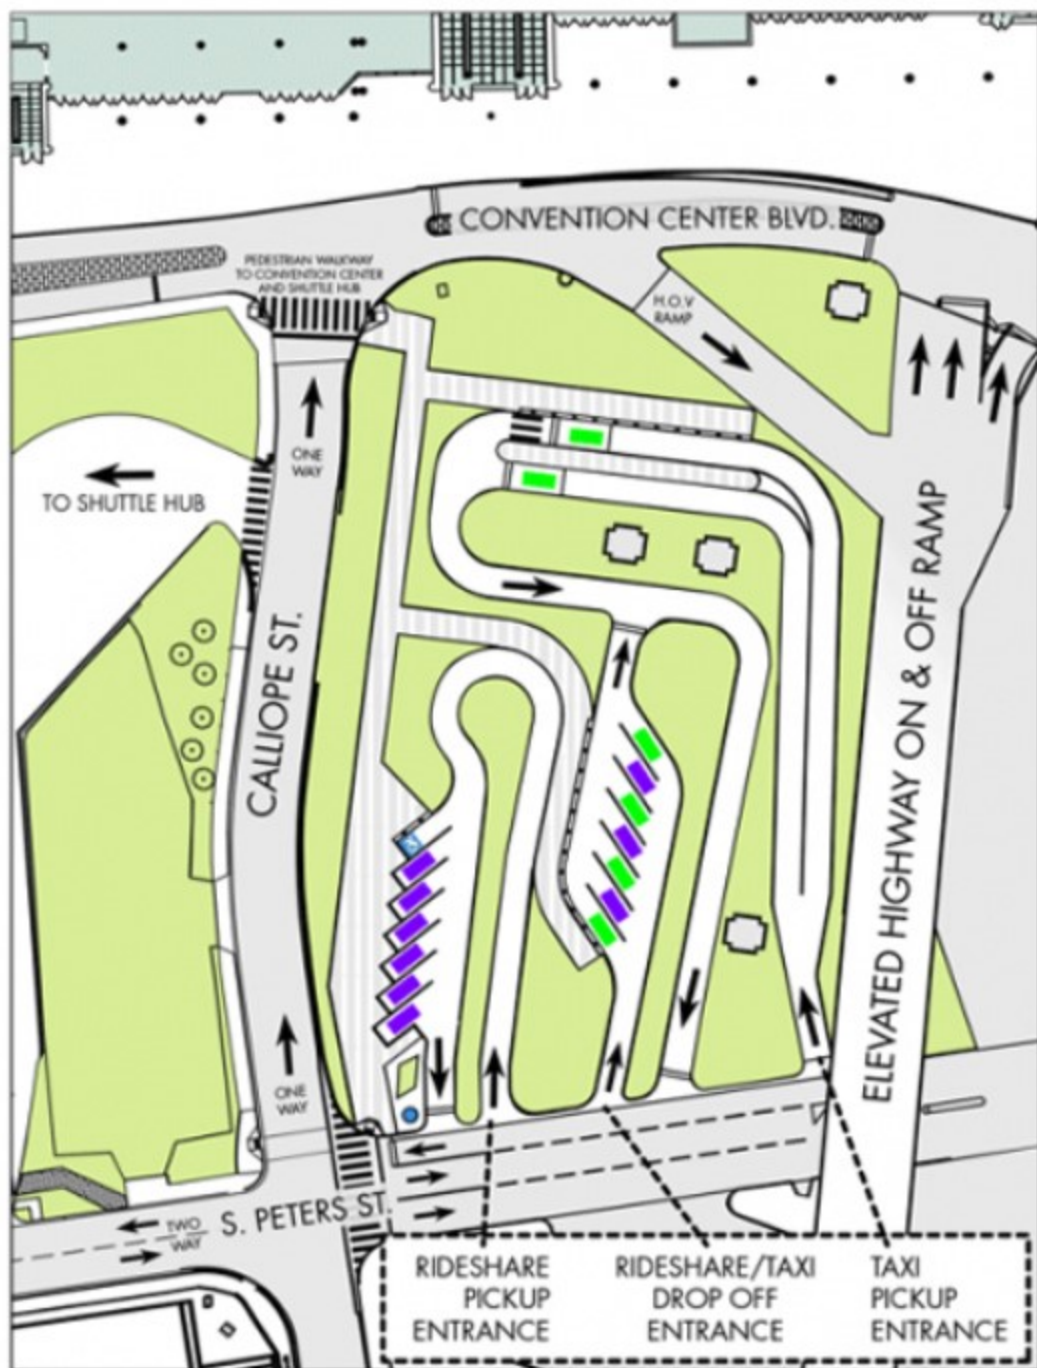 CONVENTION CENTER BLVD.
PEDESTRIAN WALKWAY
TO CONVENTION CENTER
AND SHUTTLE HUB
H.O.V
RAMP
ONE
WAY
TO SHUTTLE HUB
CALLIOPE ST.
ELEVATED HIGHWAY ON & OFF RAMP
ONE
WAY
S. PETERS ST.
TWO
WAY
RIDESHARE
PICKUP
ENTRANCE
RIDESHARE/TAXI
DROP OFF
ENTRANCE
TAXI
PICKUP
ENTRANCE